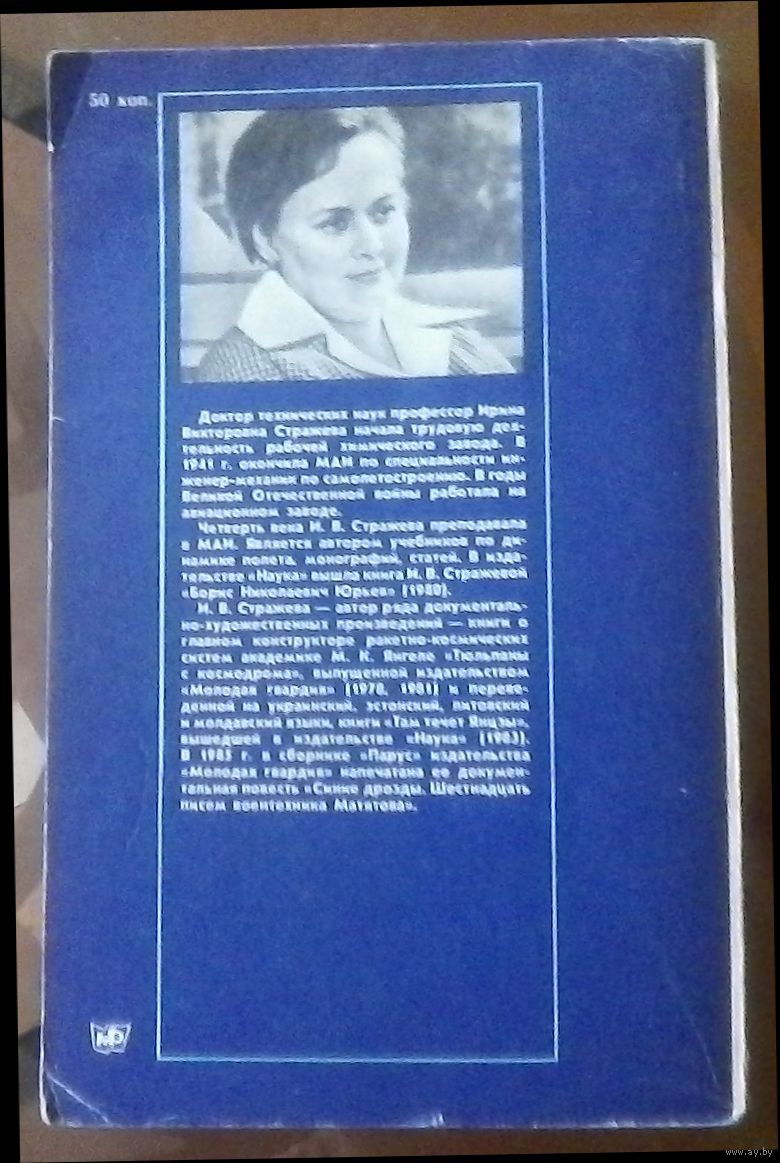 50 коп.
Доктор технических наук профессор Ирина
Викторовна Стражева начала трудовую дея-
тельность рабочей химического завода. В
1941 г. окончила МАИ по специальности ин-
женер-механик по самолетостроению. В годы
Великой Отечественной войны работала на
авиационном заводе.
Четверть века И. В. Стражева преподавала
в МАИ. Является автором учебников по ди-
намике полета, монографий, статей. В изда-
тельстве «Наука» вышла книга И. В. Стражевой
«Борис Николаевич Юрьев» (1980).
И. В. Стражева — автор ряда документаль-
но-художественных произведений — книги о
главном конструкторе ракетно-космических
систем академике М. К. Янгеле «Тюльпаны
с космодрома», выпущенной издательством
«Молодая гвардия» (1978, 1981) и переве-
денной на украинский, эстонский, литовский
и молдавский языки, книги «Там течет Янцзы»,
вышедшей в издательстве «Наука» (1983).
В 1985 г. в сборнике «Парус» издательства
«Молодая гвардия» напечатана ее докумен-
тальная повесть «Синие дрозды. Шестнадцать
писем воентехника Матятова».
www.ay.by